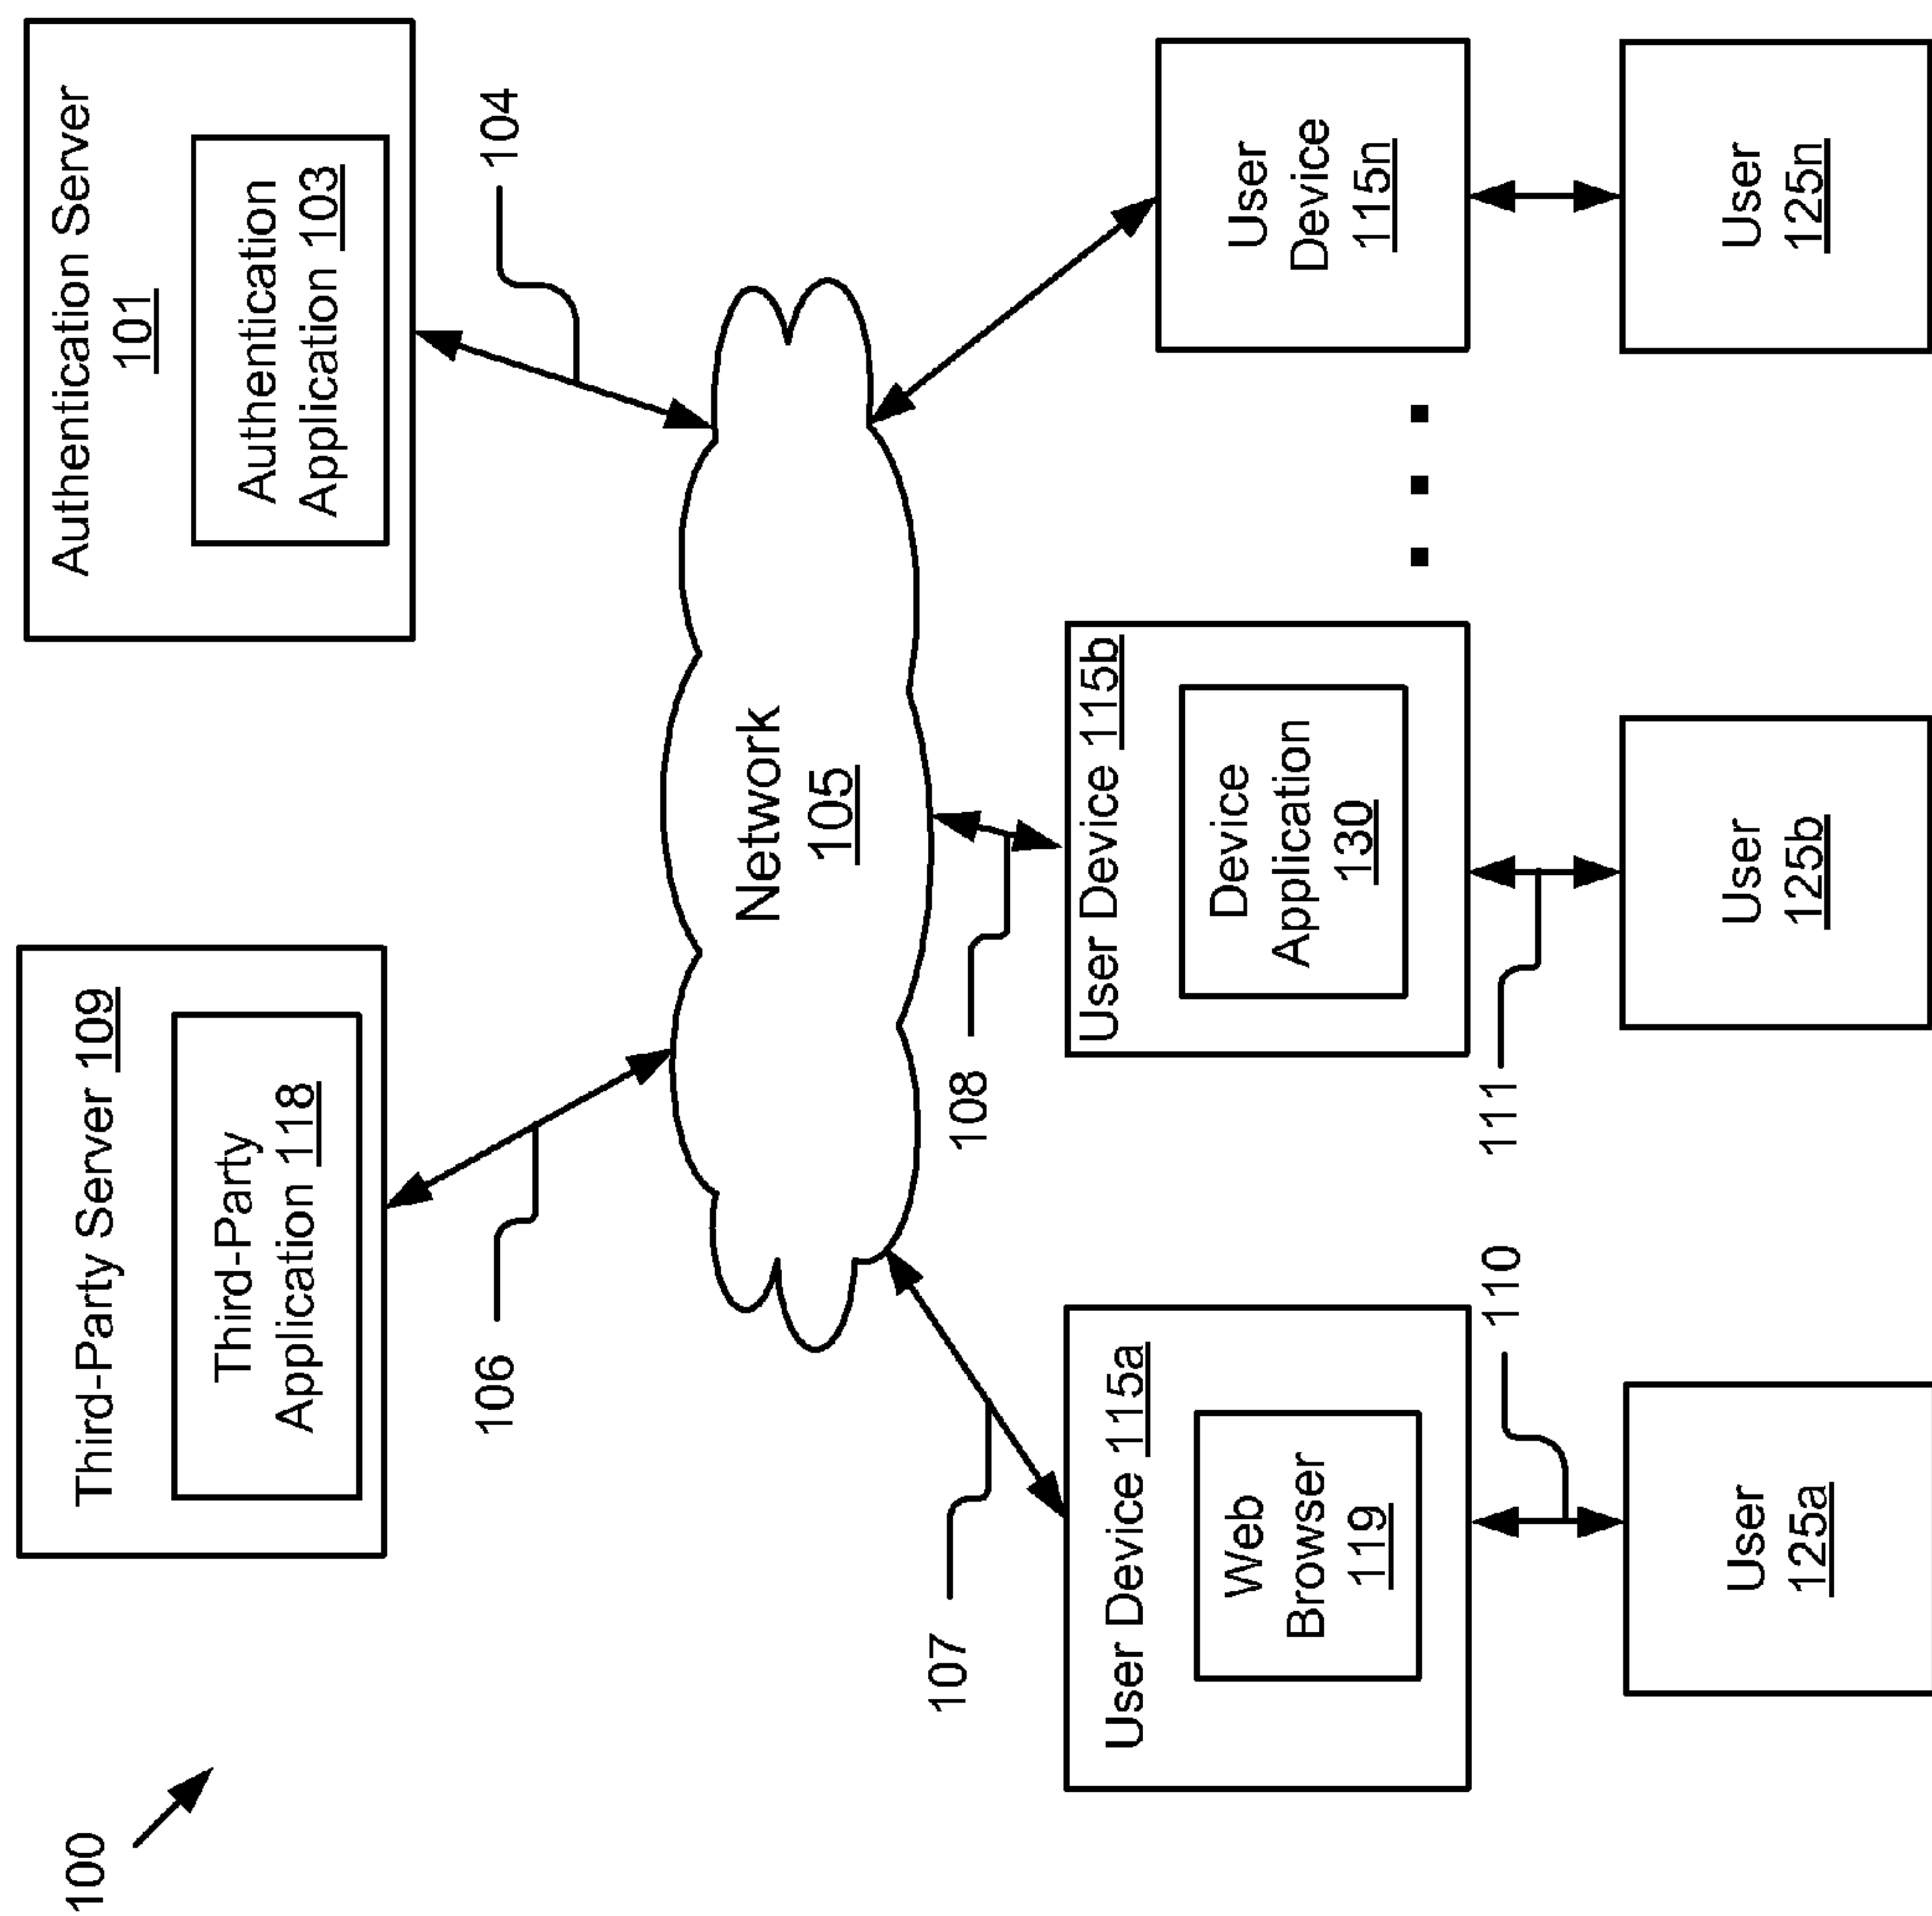 100
Third-Party Server 109
Third-Party
Application 118
Authentication Server
101
Authentication
Application 103
106
104
Network
105
107
108
User Device 115a
Web
Browser
119
User Device 115b
Device
Application
130
User
Device
115n
110
111
User
125a
User
125b
User
125n